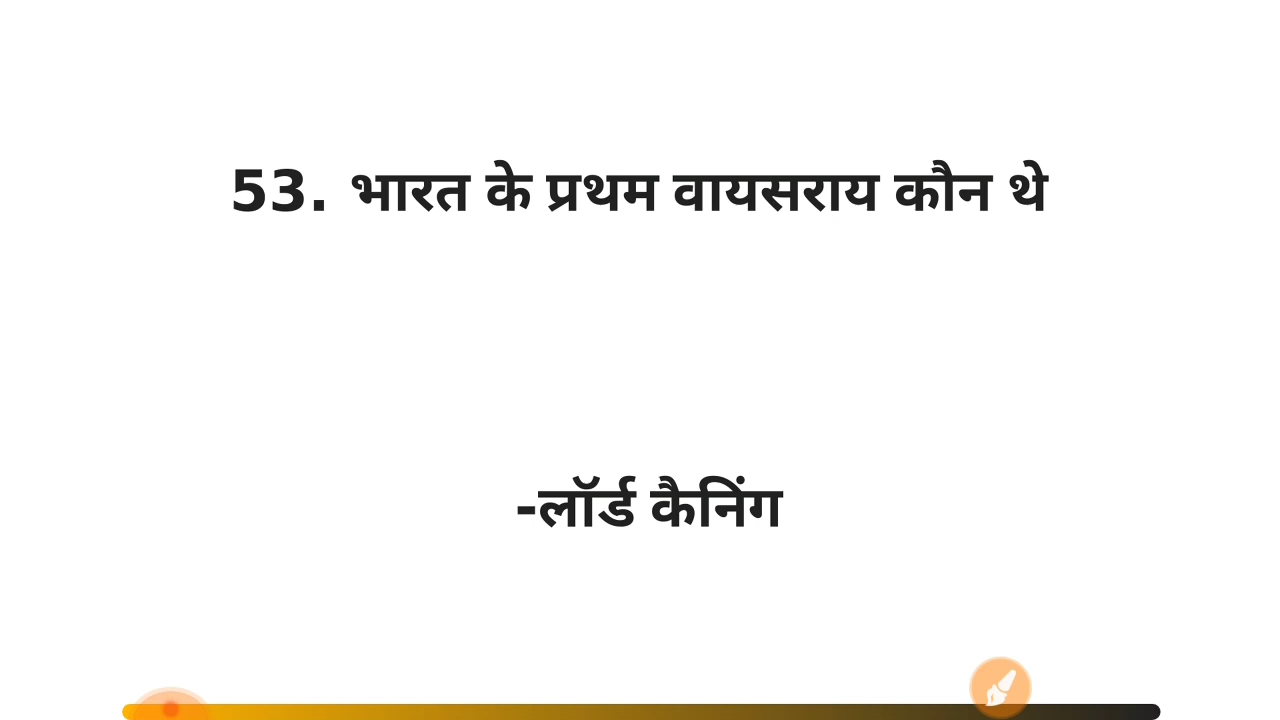 53. भारत के प्रथम वायसराय कौन थे
-लॉर्ड कैनिंग